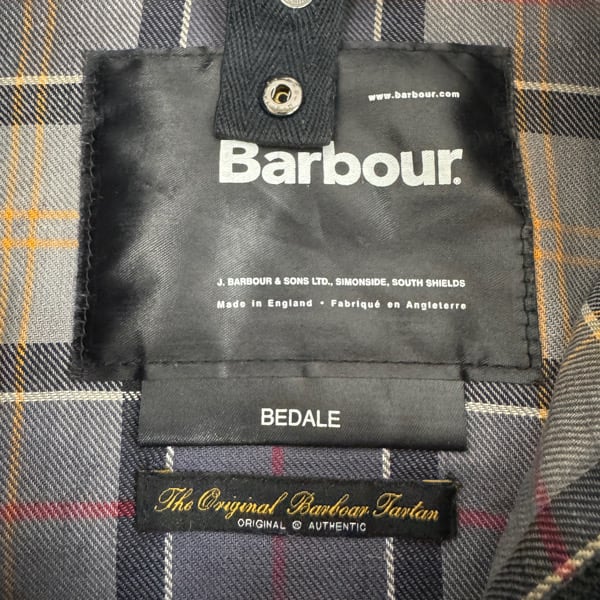 www.barbour.com
Barbour.
J. BARBOUR & SONS LTD., SIMONSIDE, SOUTH SHIELDS
Made in England • Fabriqué en Angleterre
BEDALE
The Original Barbour Tartan
ORIGINAL ® AUTHENTIC